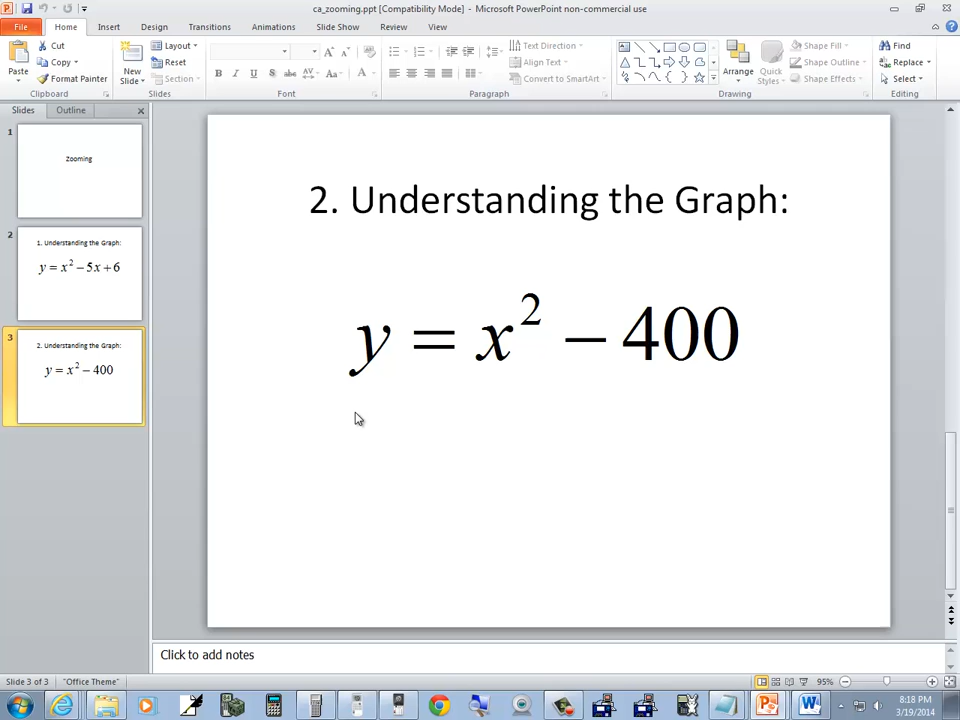 ca_zooming.ppt [Compatibility Mode] - Microsoft PowerPoint non-commercial use
File Home Insert Design Transitions Animations Slide Show Review View
Paste
Cut
Copy
Format Painter
Clipboard
New Slide
Layout
Reset
Section
Slides
B I U S abc AV Aa A
Font
Text Direction
Align Text
Convert to SmartArt
Paragraph
Arrange
Quick Styles
Shape Fill
Shape Outline
Shape Effects
Drawing
Find
Replace
Select
Editing
Slides Outline
1
Zooming
2
1. Understanding the Graph:
y = x² − 5x + 6
3
2. Understanding the Graph:
y = x² − 400
2. Understanding the Graph:
y = x² − 400
Click to add notes
Slide 3 of 3 "Office Theme" 95%
8:18 PM
3/19/2014